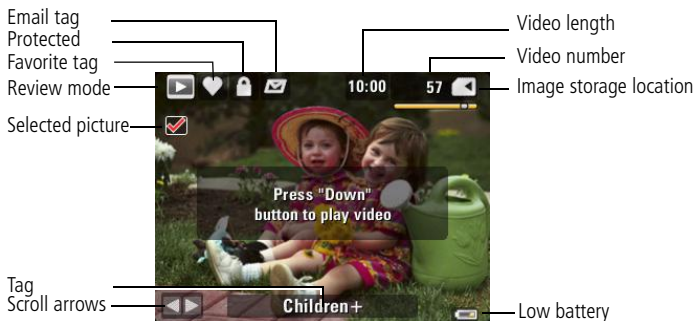 Email tag
Protected
Favorite tag
Review mode
Selected picture
Tag
Scroll arrows
Video length
Video number
Image storage location
Low battery
10:00
57
Press "Down"
button to play video
Children+